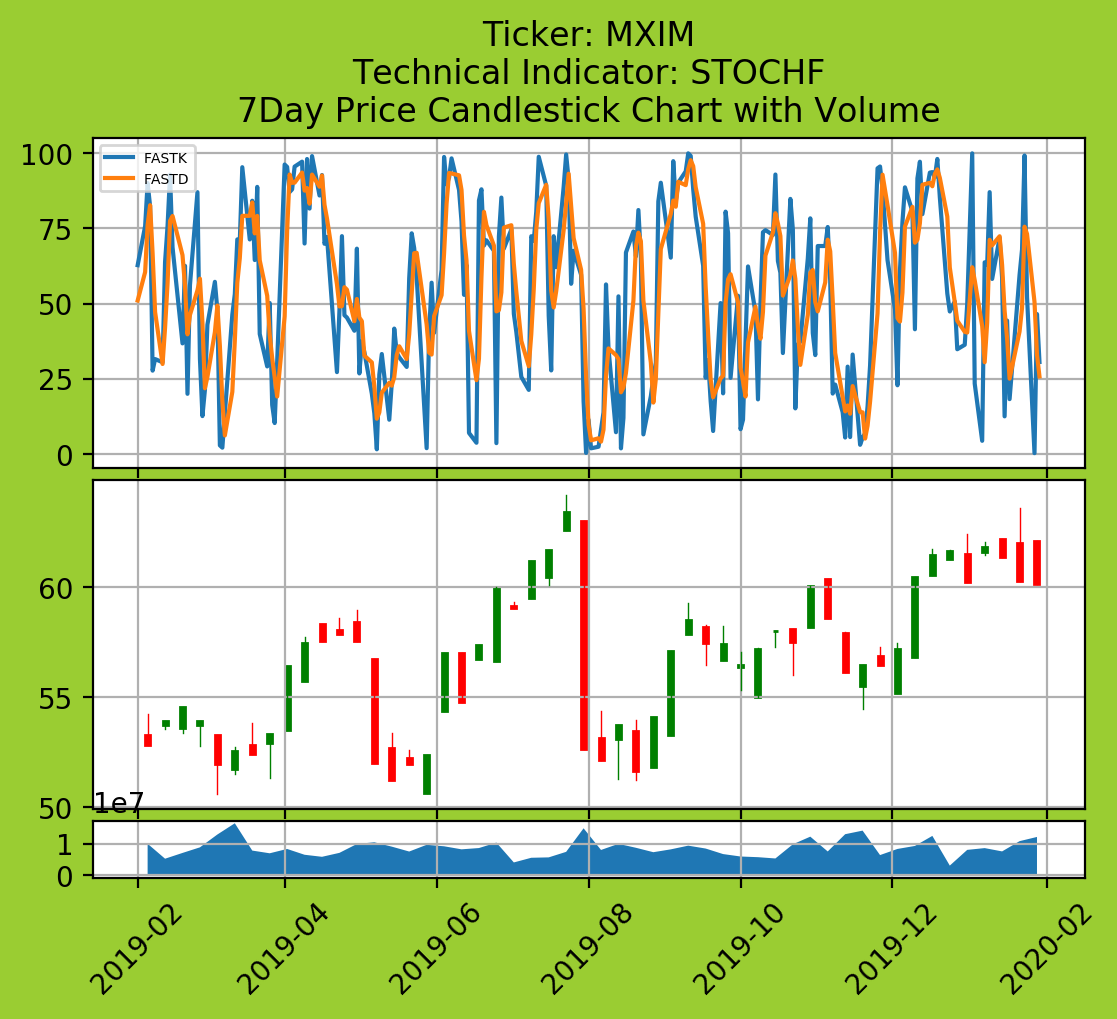 Ticker: MXIM
Technical Indicator: STOCHF
7Day Price Candlestick Chart with Volume
100
75
50
25
0
FASTK
FASTD
60
55
50
1e7
1
0
2019-02
2019-04
2019-06
2019-08
2019-10
2019-12
2020-02